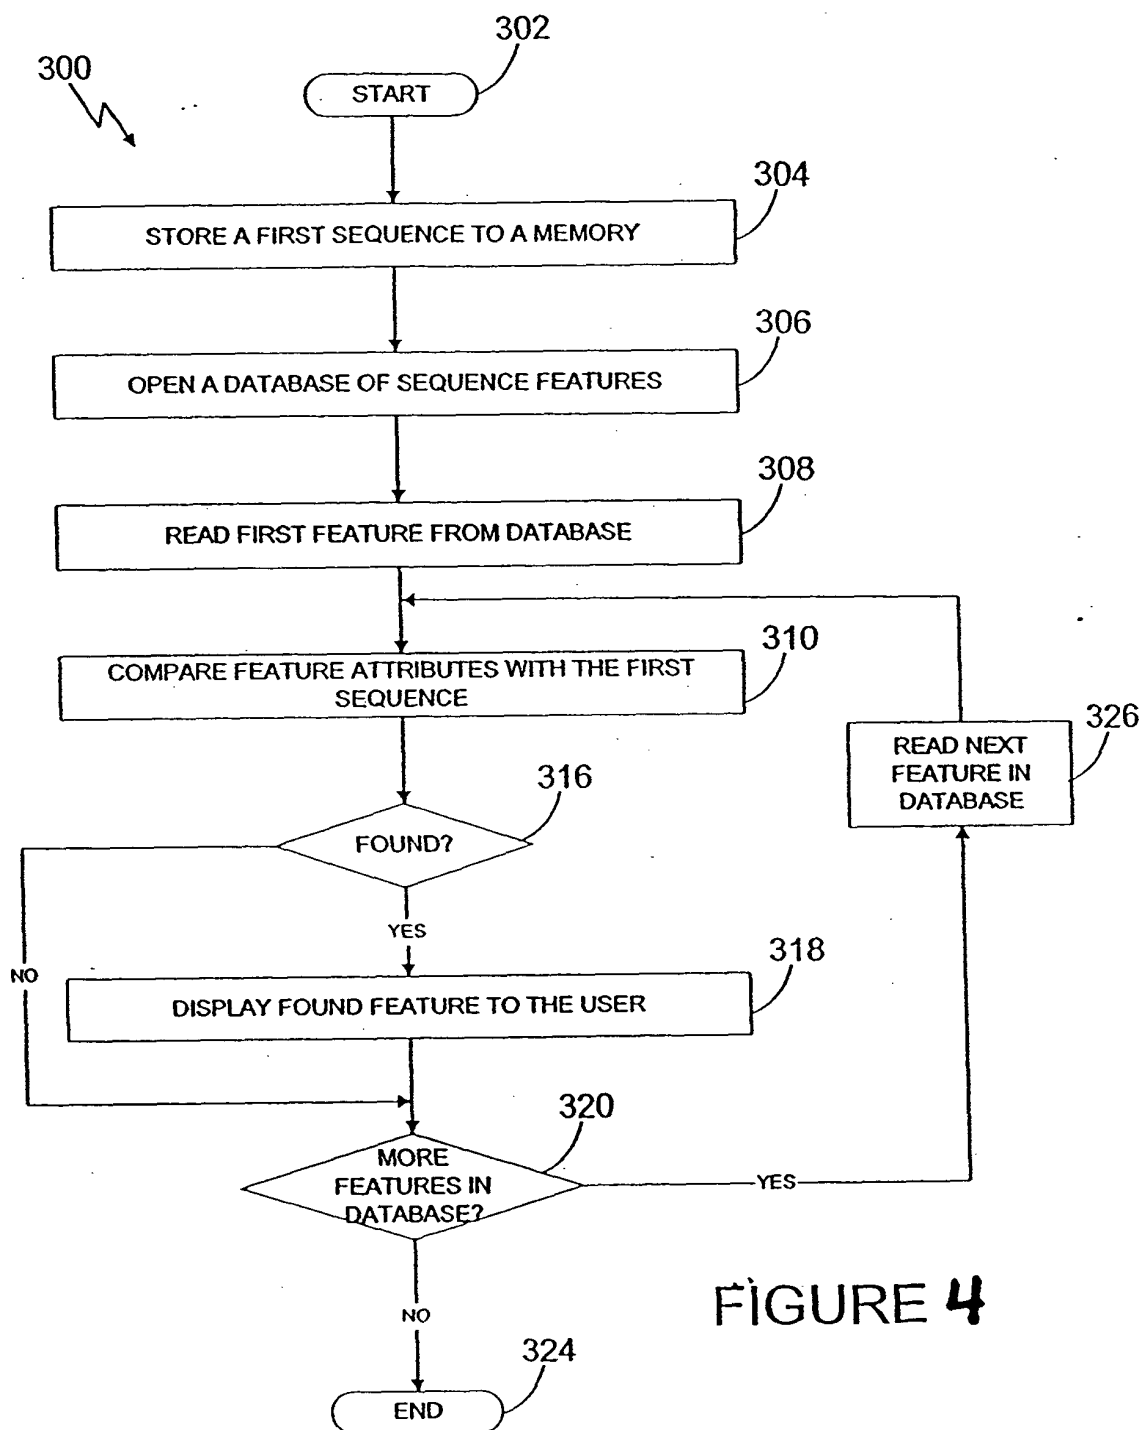 302
300
START
304
STORE A FIRST SEQUENCE TO A MEMORY
306
OPEN A DATABASE OF SEQUENCE FEATURES
308
READ FIRST FEATURE FROM DATABASE
310
COMPARE FEATURE ATTRIBUTES WITH THE FIRST
SEQUENCE
326
READ NEXT
FEATURE IN
DATABASE
316
FOUND?
YES
NO
318
DISPLAY FOUND FEATURE TO THE USER
320
MORE
FEATURES IN
DATABASE?
YES
NO
FIGURE 4
324
END